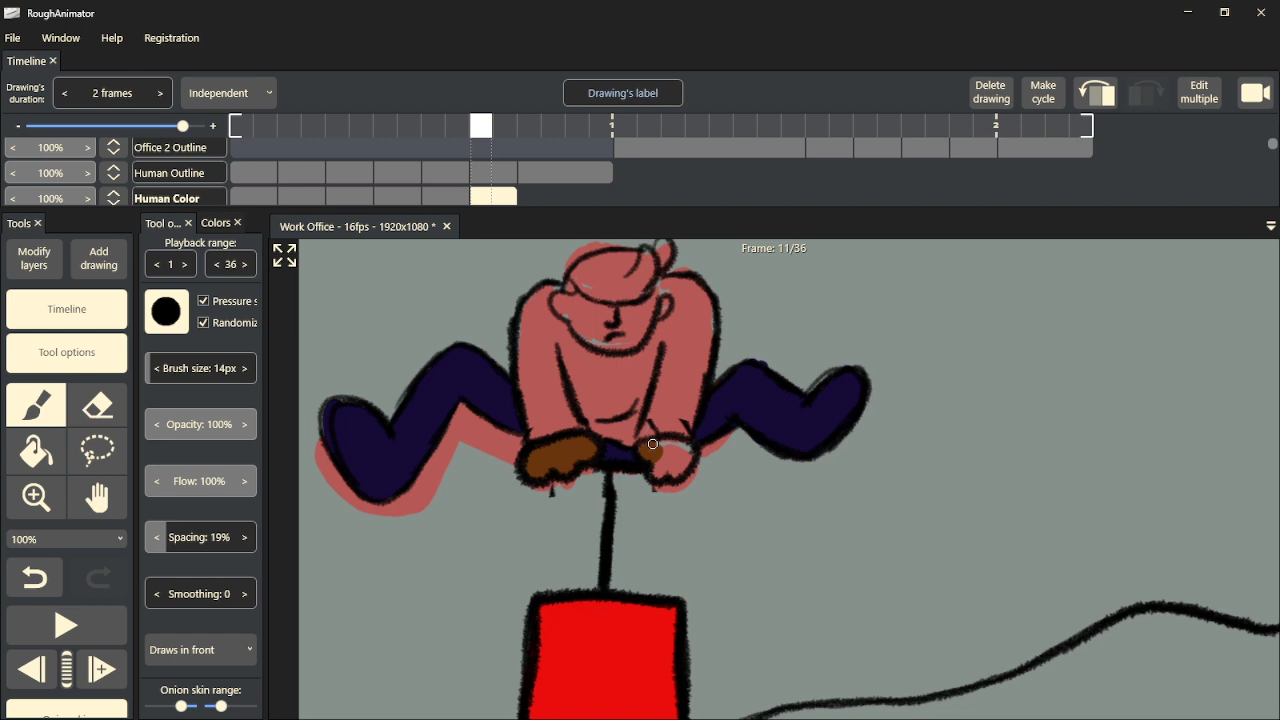 RoughAnimator
File Window Help Registration
Timeline
Drawing's duration: < 2 frames > Independent Drawing's label Delete drawing Make cycle Edit multiple
- + 1 2
< 100% > Office 2 Outline
< 100% > Human Outline
< 100% > Human Color
Tools Tool o... Colors Work Office - 16fps - 1920x1080 *
Modify layers Add drawing Playback range: Frame: 11/36
< 1 > < 36 >
Timeline Pressure s
Randomiz
Tool options
< Brush size: 14px >
< Opacity: 100% >
< Flow: 100% >
100% < Spacing: 19% >
< Smoothing: 0 >
Draws in front
Onion skin range: